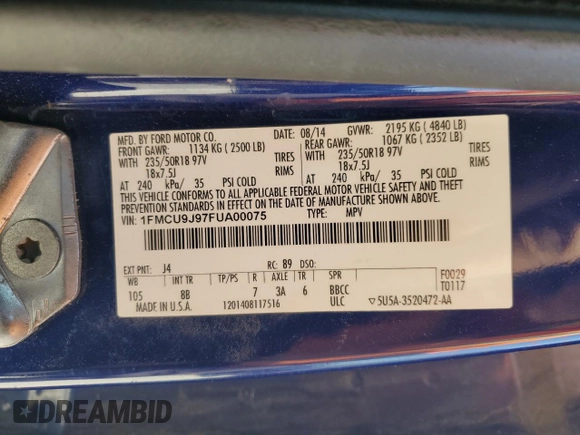 MFD. BY FORD MOTOR CO.
DATE: 08/14 GVWR: 2195 KG ( 4840 LB)
FRONT GAWR: 1134 KG ( 2500 LB)
REAR GAWR: 1067 KG ( 2352 LB)
WITH 235/50R18 97V TIRES
WITH 235/50R18 97V TIRES
18x7.5J RIMS
18x7.5J RIMS
AT 240 kPa/ 35 PSI COLD
AT 240 kPa/ 35 PSI COLD
THIS VEHICLE CONFORMS TO ALL APPLICABLE FEDERAL
MOTOR VEHICLE SAFETY AND BUMPER AND THEFT
PREVENTION STANDARDS IN EFFECT ON THE DATE OF MANUFACTURE SHOWN ABOVE.
VIN: 1FMCU9J97FUA00075
TYPE: MPV
EXT PNT: J4 RC: 89 DSO:
WB INT TR TP/PS R AXLE TR SPR F0029
105 8B 7 3A 6 BBCC T0117
MADE IN U.S.A. 1201408117516 ULC ▽ 5U5A-3520472-AA
DREAMBID